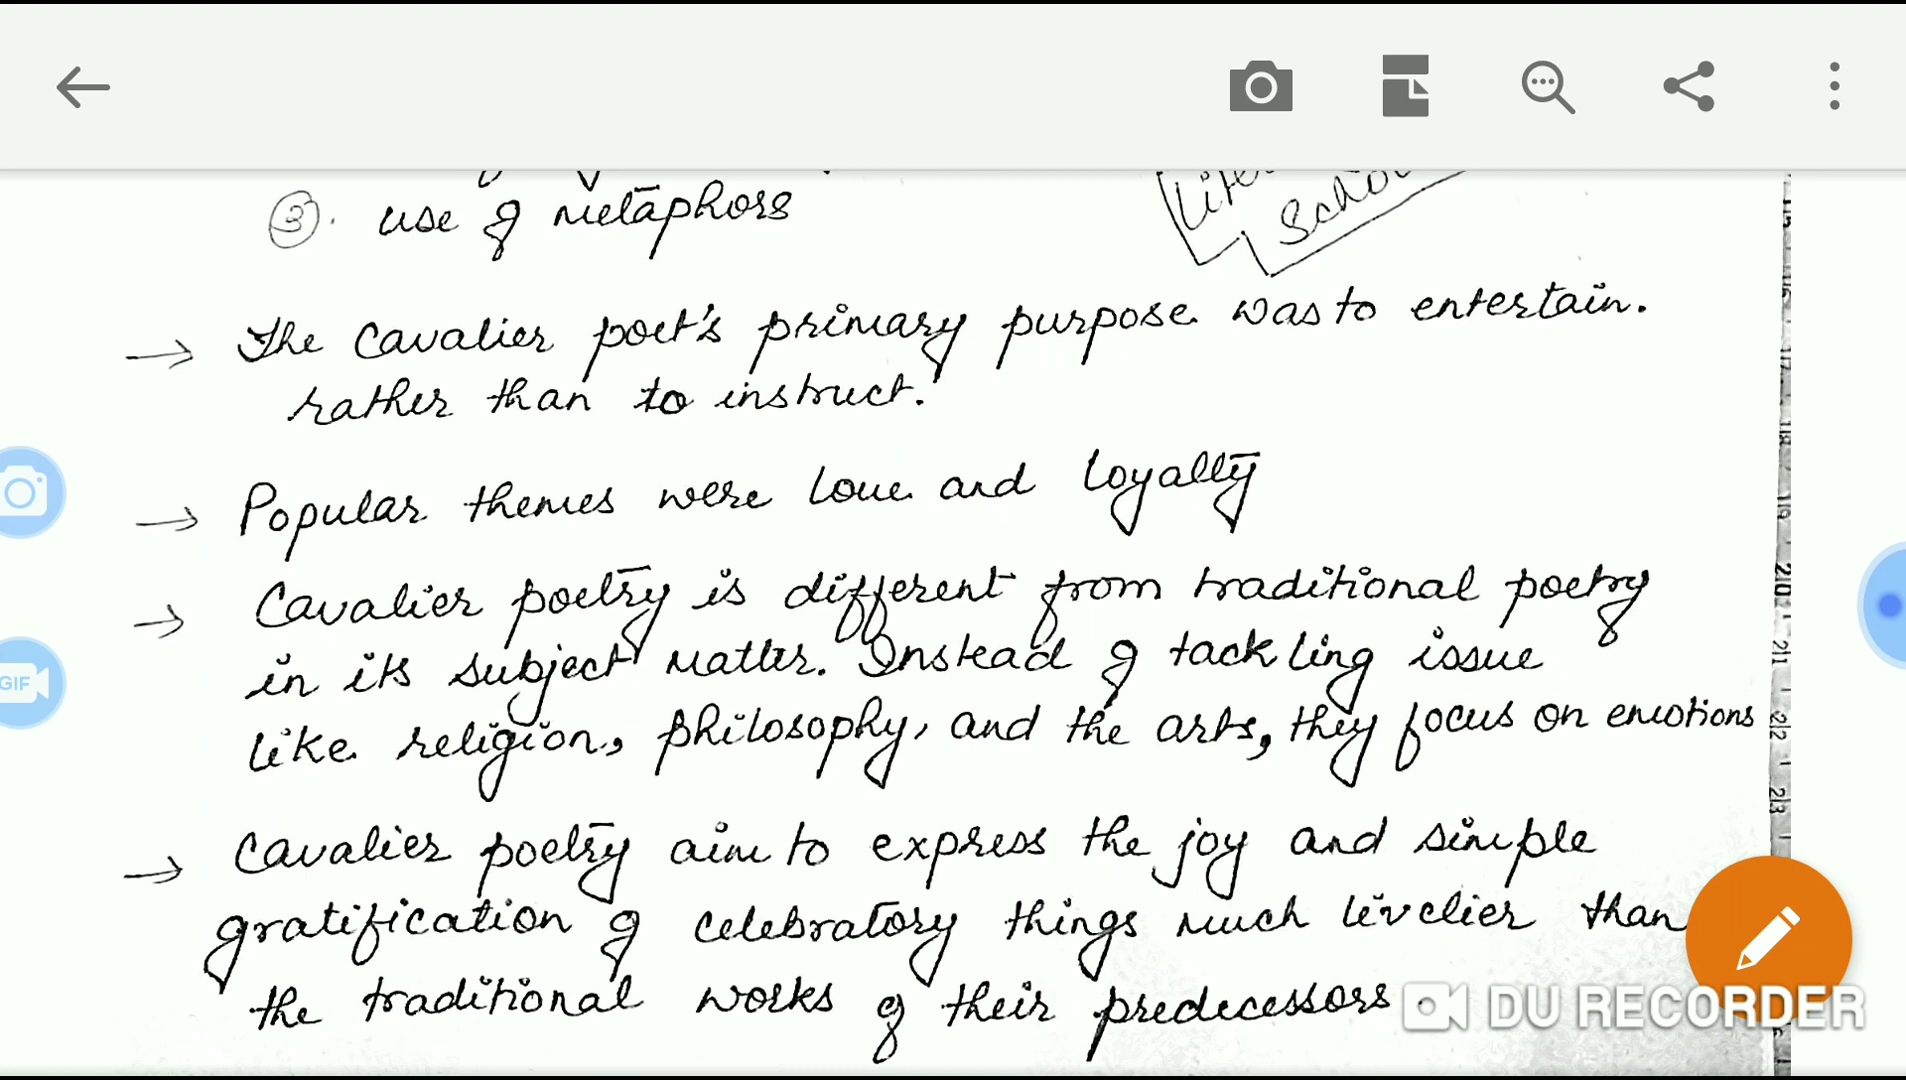 ③. use of metaphors
Schoo
→ The Cavalier poet's primary purpose was to entertain.
rather than to instruct.
→ Popular themes were love and loyalty
→ Cavalier poetry is different from traditional poetry
in its subject matter. Instead of tackling issue
like religion, philosophy, and the arts, they focus on emotions
→ Cavalier poetry aim to express the joy and simple
gratification of celebratory things much livelier than
the traditional works of their predecessors.
GIF
DU RECORDER